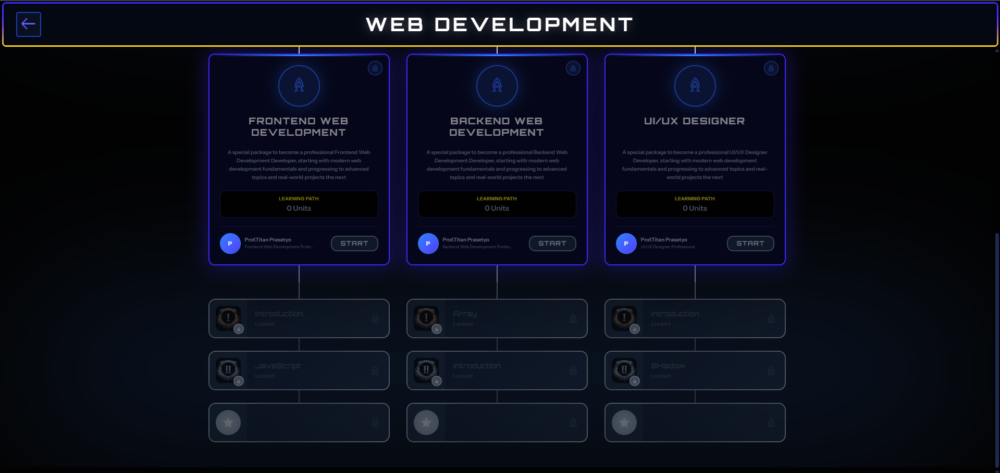 WEB DEVELOPMENT
FRONTEND WEB
DEVELOPMENT
A special package to become a professional Frontend Web
Development Developer, starting with modern web
development fundamentals and progressing to advanced
topics and real-world projects the next
LEARNING PATH
0 Units
P
Prof.Titan Prasetyo
Frontend Web Development Profe...
START
I
Introduction
Locked
II
JavaScript
Locked
BACKEND WEB
DEVELOPMENT
A special package to become a professional Backend Web
Development Developer, starting with modern web
development fundamentals and progressing to advanced
topics and real-world projects the next
LEARNING PATH
0 Units
P
Prof.Titan Prasetyo
Backend Web Development Profes...
START
I
Array
Locked
II
Introduction
Locked
UI/UX DESIGNER
A special package to become a professional UI/UX Designer
Developer, starting with modern web development
fundamentals and progressing to advanced topics and real-
world projects the next
LEARNING PATH
0 Units
P
Prof.Titan Prasetyo
UI/UX Designer Professional
START
I
Introduction
Locked
II
SHadow
Locked